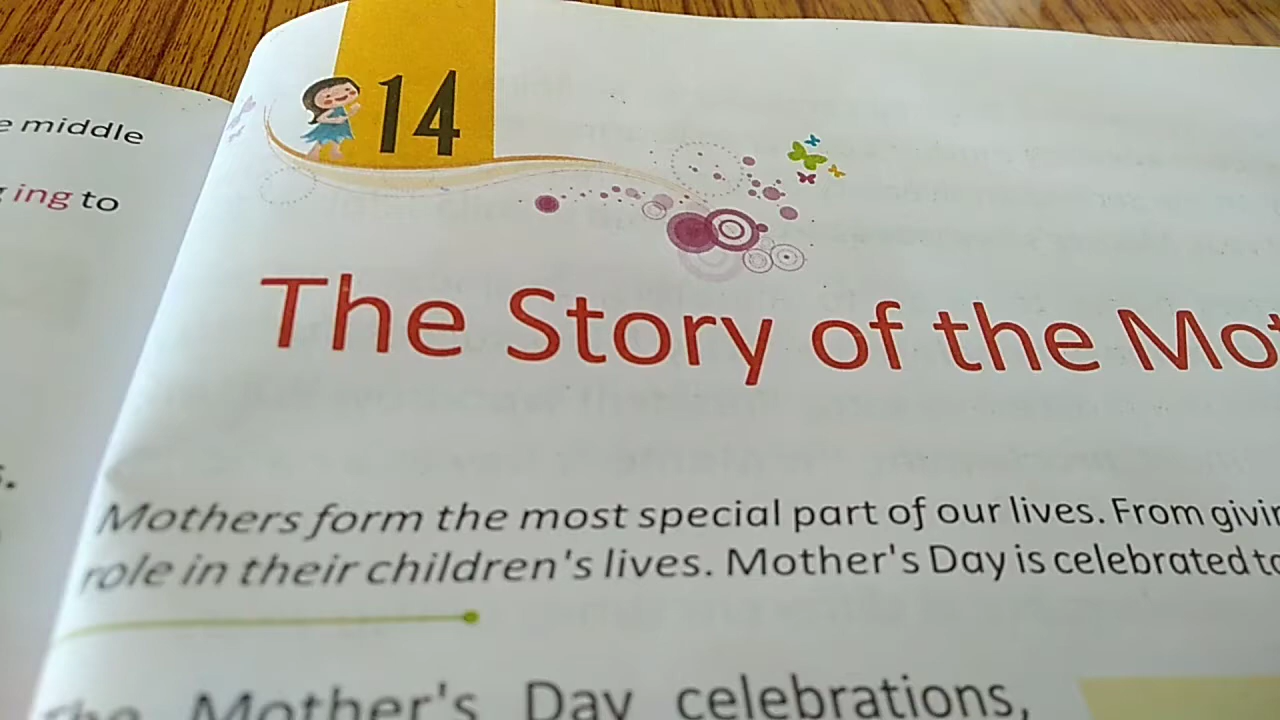 middle
ing to
14
The Story of the
Mothers form the most special part of our lives. From
role in their children's lives. Mother's Day is celebrated
The Mother's Day celebrations,